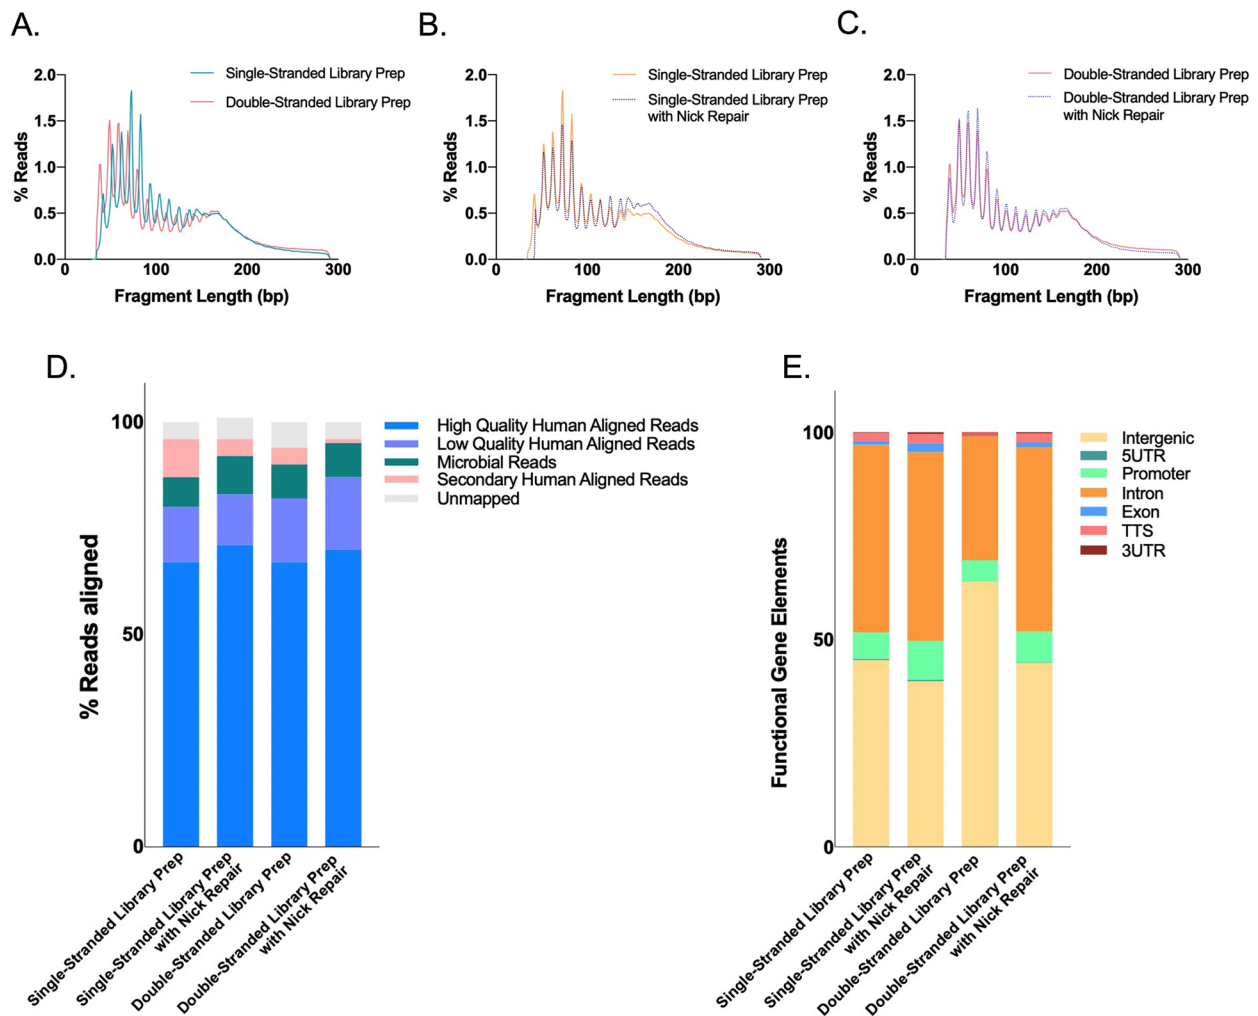 A.
B.
C.
2.0
1.5
1.0
0.5
0.0
% Reads
0
100
200
300
Fragment Length (bp)
Single-Stranded Library Prep
Double-Stranded Library Prep
2.0
1.5
1.0
0.5
0.0
% Reads
0
100
200
300
Fragment Length (bp)
Single-Stranded Library Prep
Single-Stranded Library Prep
with Nick Repair
2.0
1.5
1.0
0.5
0.0
% Reads
0
100
200
300
Fragment Length (bp)
Double-Stranded Library Prep
Double-Stranded Library Prep
with Nick Repair
D.
100
50
0
% Reads aligned
High Quality Human Aligned Reads
Low Quality Human Aligned Reads
Microbial Reads
Secondary Human Aligned Reads
Unmapped
Single-Stranded Library Prep
Single-Stranded Library Prep
with Nick Repair
Double-Stranded Library Prep
Double-Stranded Library Prep
with Nick Repair
E.
100
50
0
Functional Gene Elements
Intergenic
5UTR
Promoter
Intron
Exon
TTS
3UTR
Single-Stranded Library Prep
Single-Stranded Library Prep
with Nick Repair
Double-Stranded Library Prep
Double-Stranded Library Prep
with Nick Repair